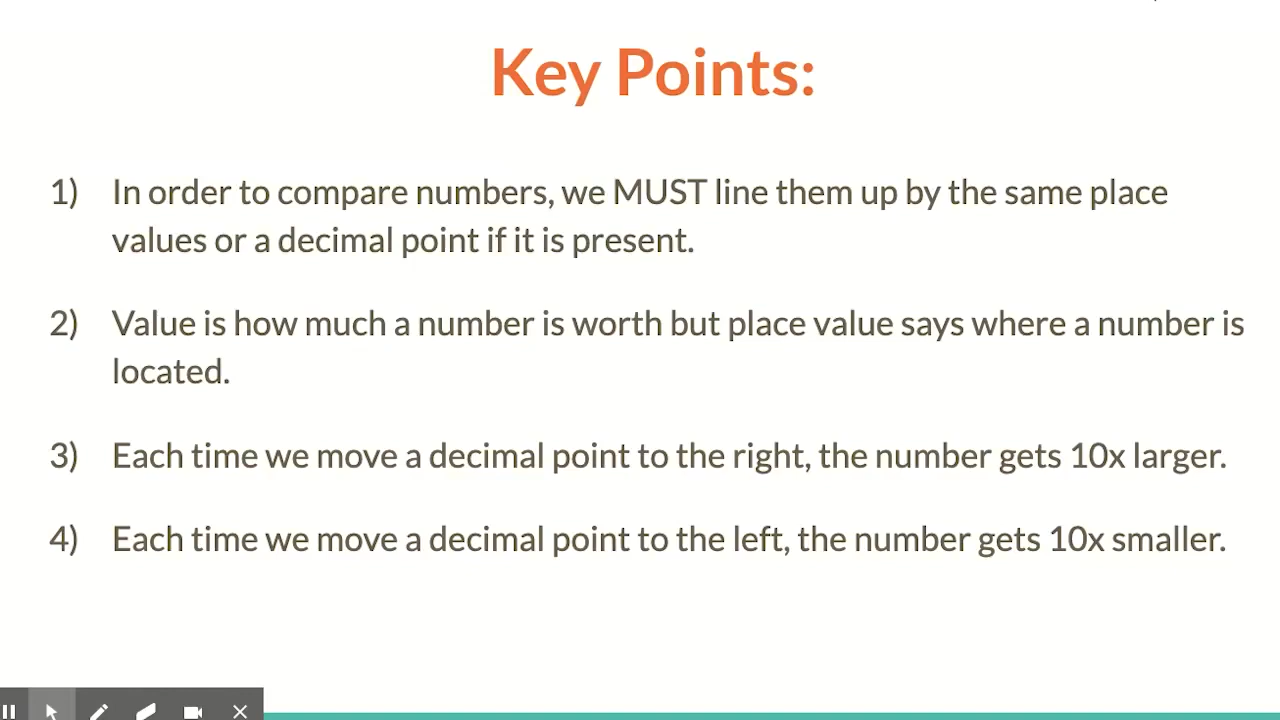 Key Points:
1) In order to compare numbers, we MUST line them up by the same place
values or a decimal point if it is present.
2) Value is how much a number is worth but place value says where a number is
located.
3) Each time we move a decimal point to the right, the number gets 10x larger.
4) Each time we move a decimal point to the left, the number gets 10x smaller.